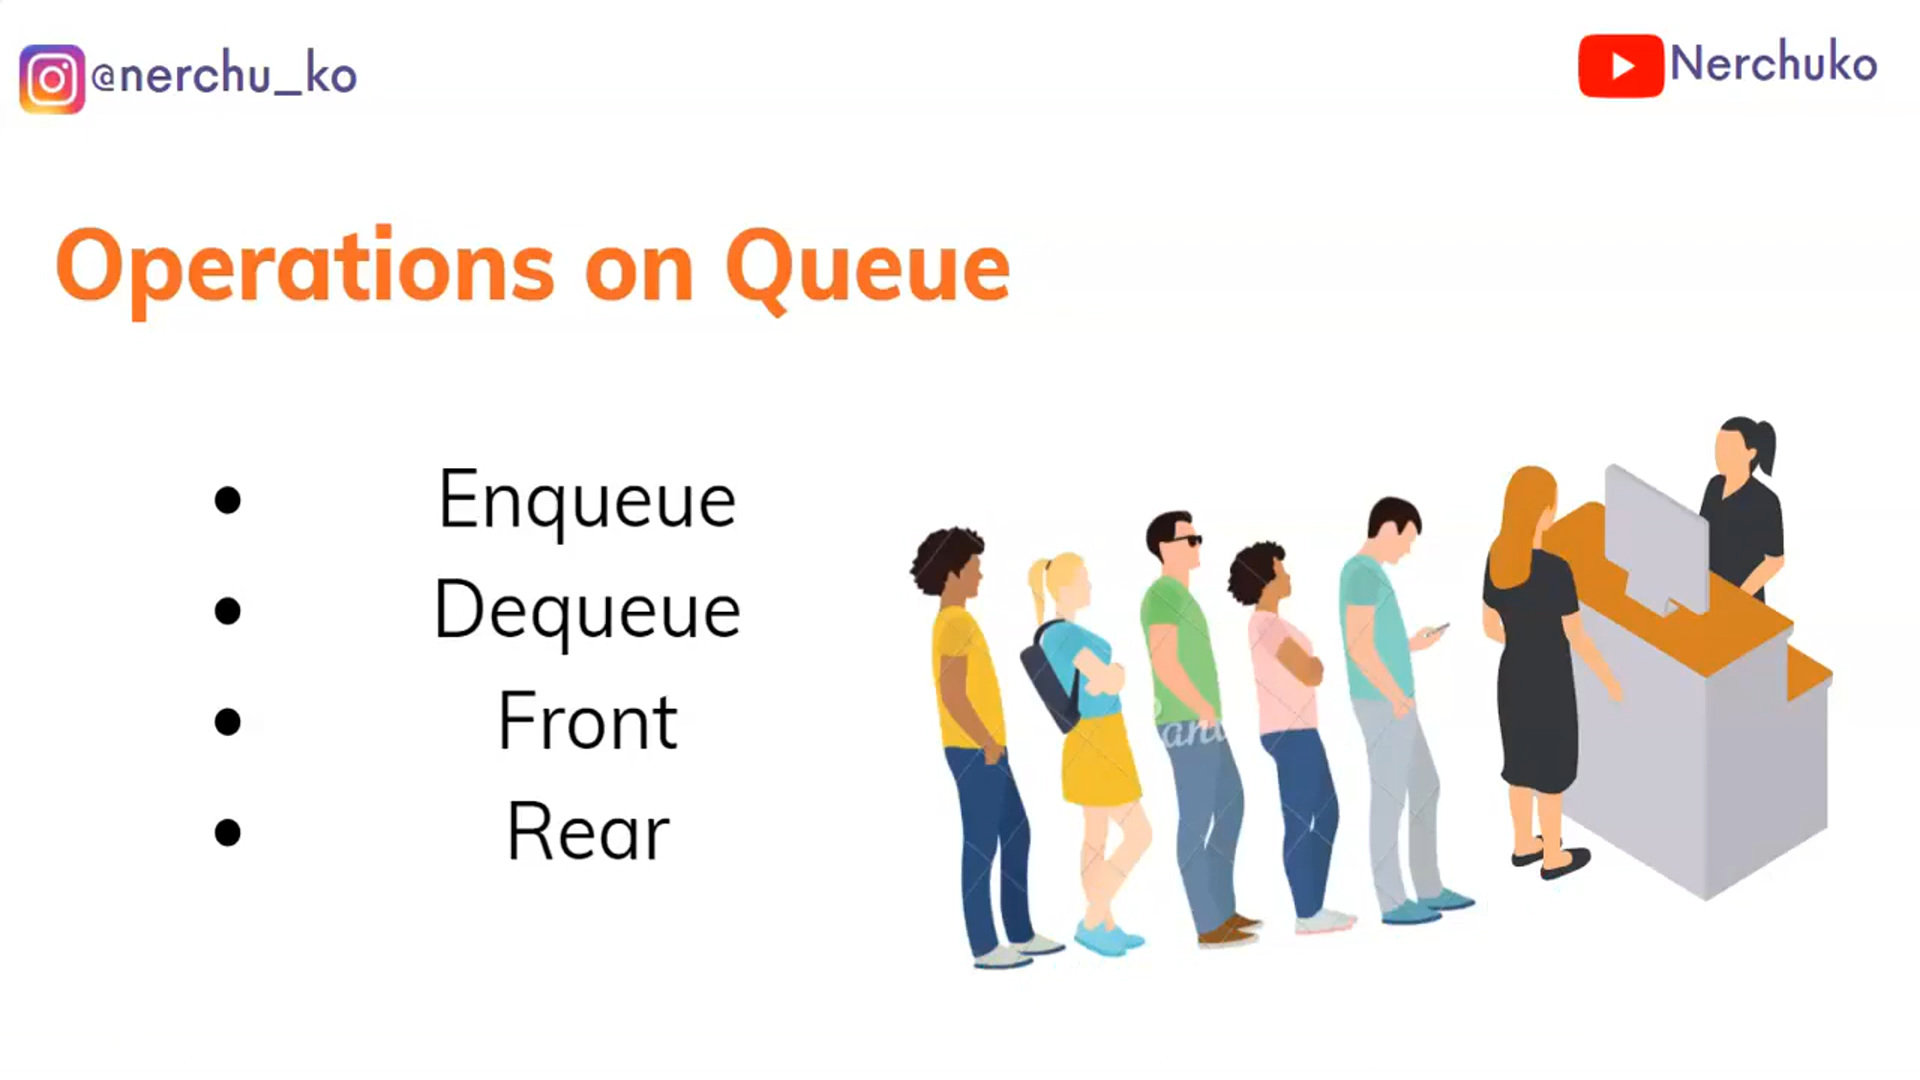 @nerchu_ko
Nerchuko
Operations on Queue
• Enqueue
• Dequeue
• Front
• Rear